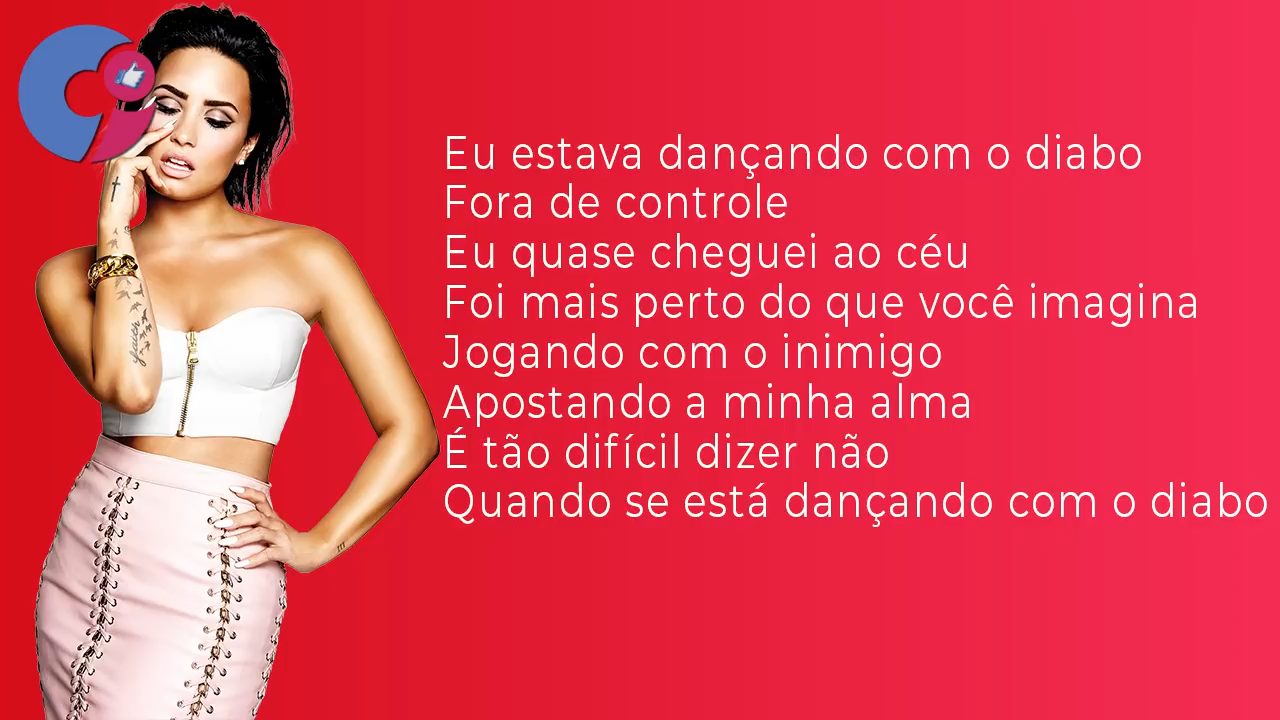 Eu estava dançando com o diabo
Fora de controle
Eu quase cheguei ao céu
Foi mais perto do que você imagina
Jogando com o inimigo
Apostando a minha alma
É tão difícil dizer não
Quando se está dançando com o diabo
faith